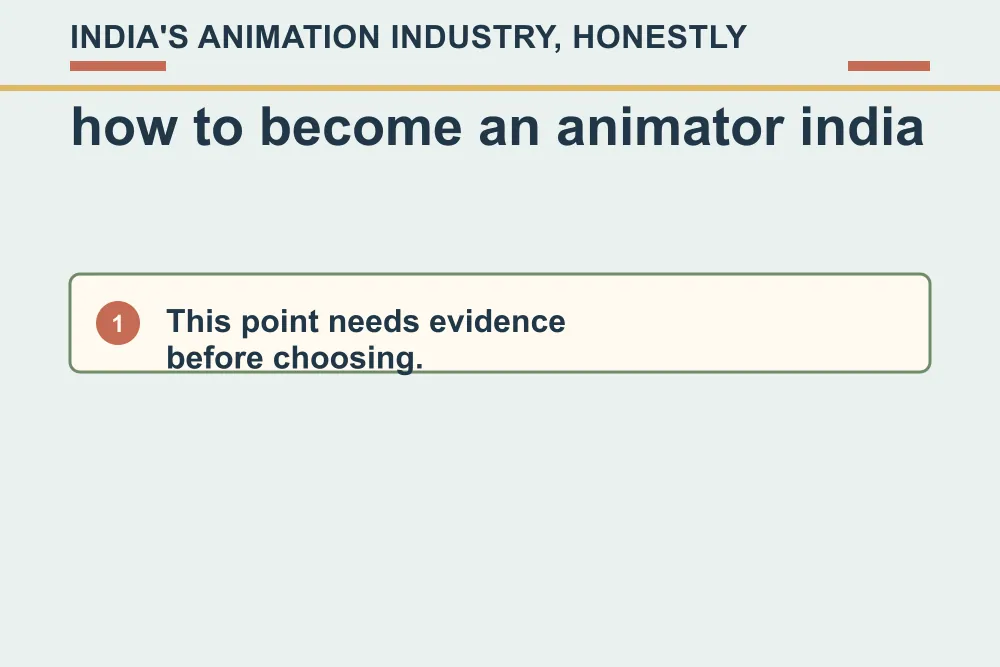 INDIA'S ANIMATION INDUSTRY, HONESTLY
how to become an animator india
1
This point needs evidence
before choosing.